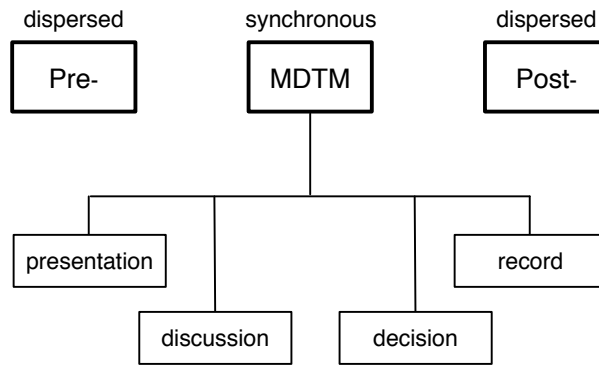 dispersed synchronous dispersed
Pre- MDTM Post-
presentation record
discussion decision